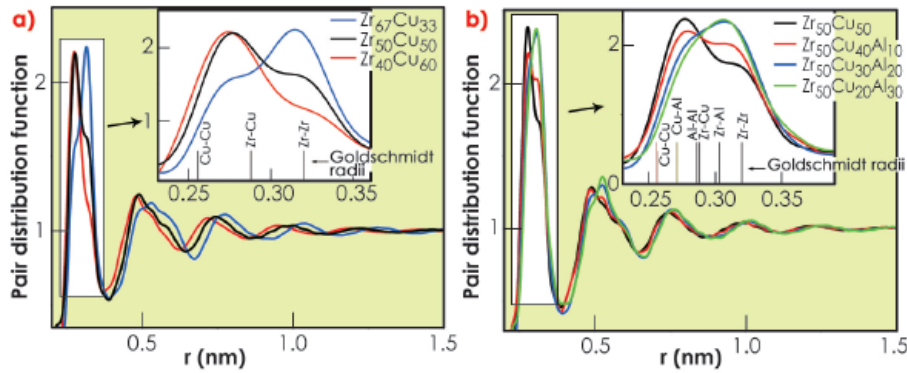 a)
Pair distribution function
2
1
0.5
1.0
1.5
r (nm)
Zr67Cu33
Zr50Cu50
Zr40Cu60
2
1
Cu-Cu
Zr-Cu
Zr-Zr
Goldschmidt
radii
0.25
0.30
0.35
b)
Pair distribution function
2
1
0.5
1.0
1.5
r (nm)
Zr50Cu50
Zr50Cu40Al10
Zr50Cu30Al20
Zr50Cu20Al30
2
0
Cu-Cu
Cu-Al
Al-Al
Zr-Cu
Zr-Al
Zr-Zr
Goldschmidt radii
0.25
0.30
0.35